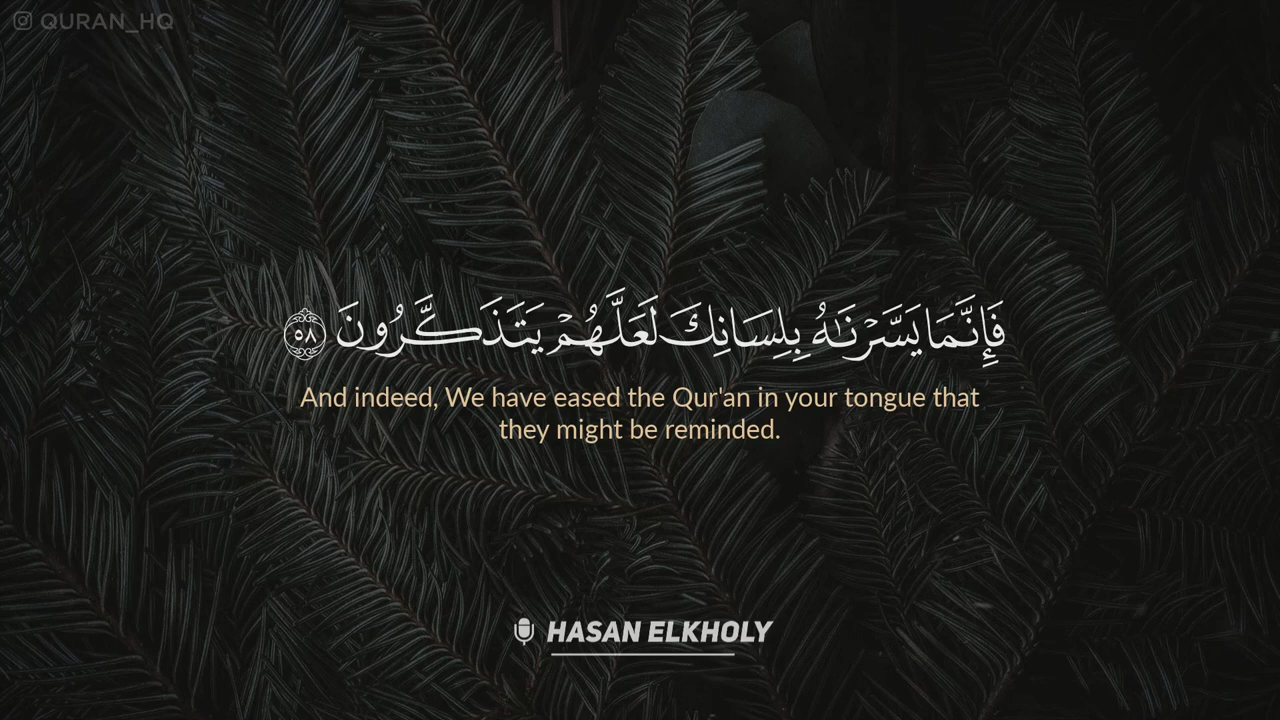 QURAN_HQ
فَإِنَّمَا يَسَّرْنَٰهُ بِلِسَانِكَ لَعَلَّهُمْ يَتَذَكَّرُونَ ٥٨
And indeed, We have eased the Qur'an in your tongue that
they might be reminded.
HASAN ELKHOLY